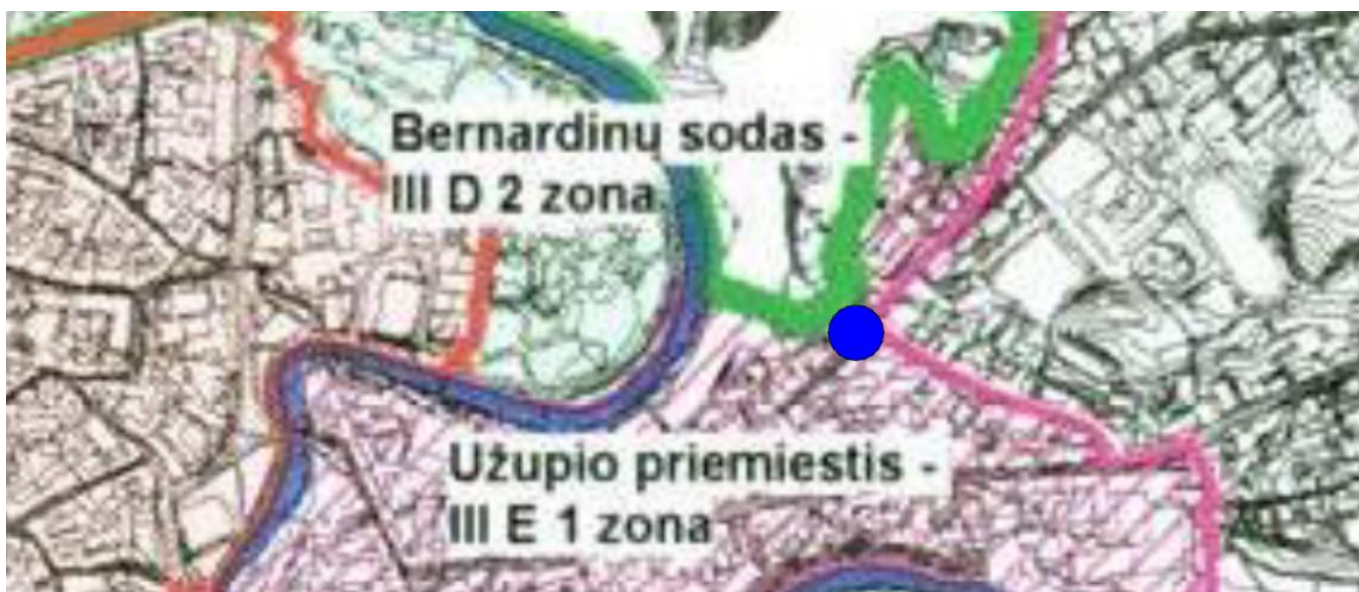 Bernardinų sodas -
III D 2 zona
Užupio priemiestis -
III E 1 zona